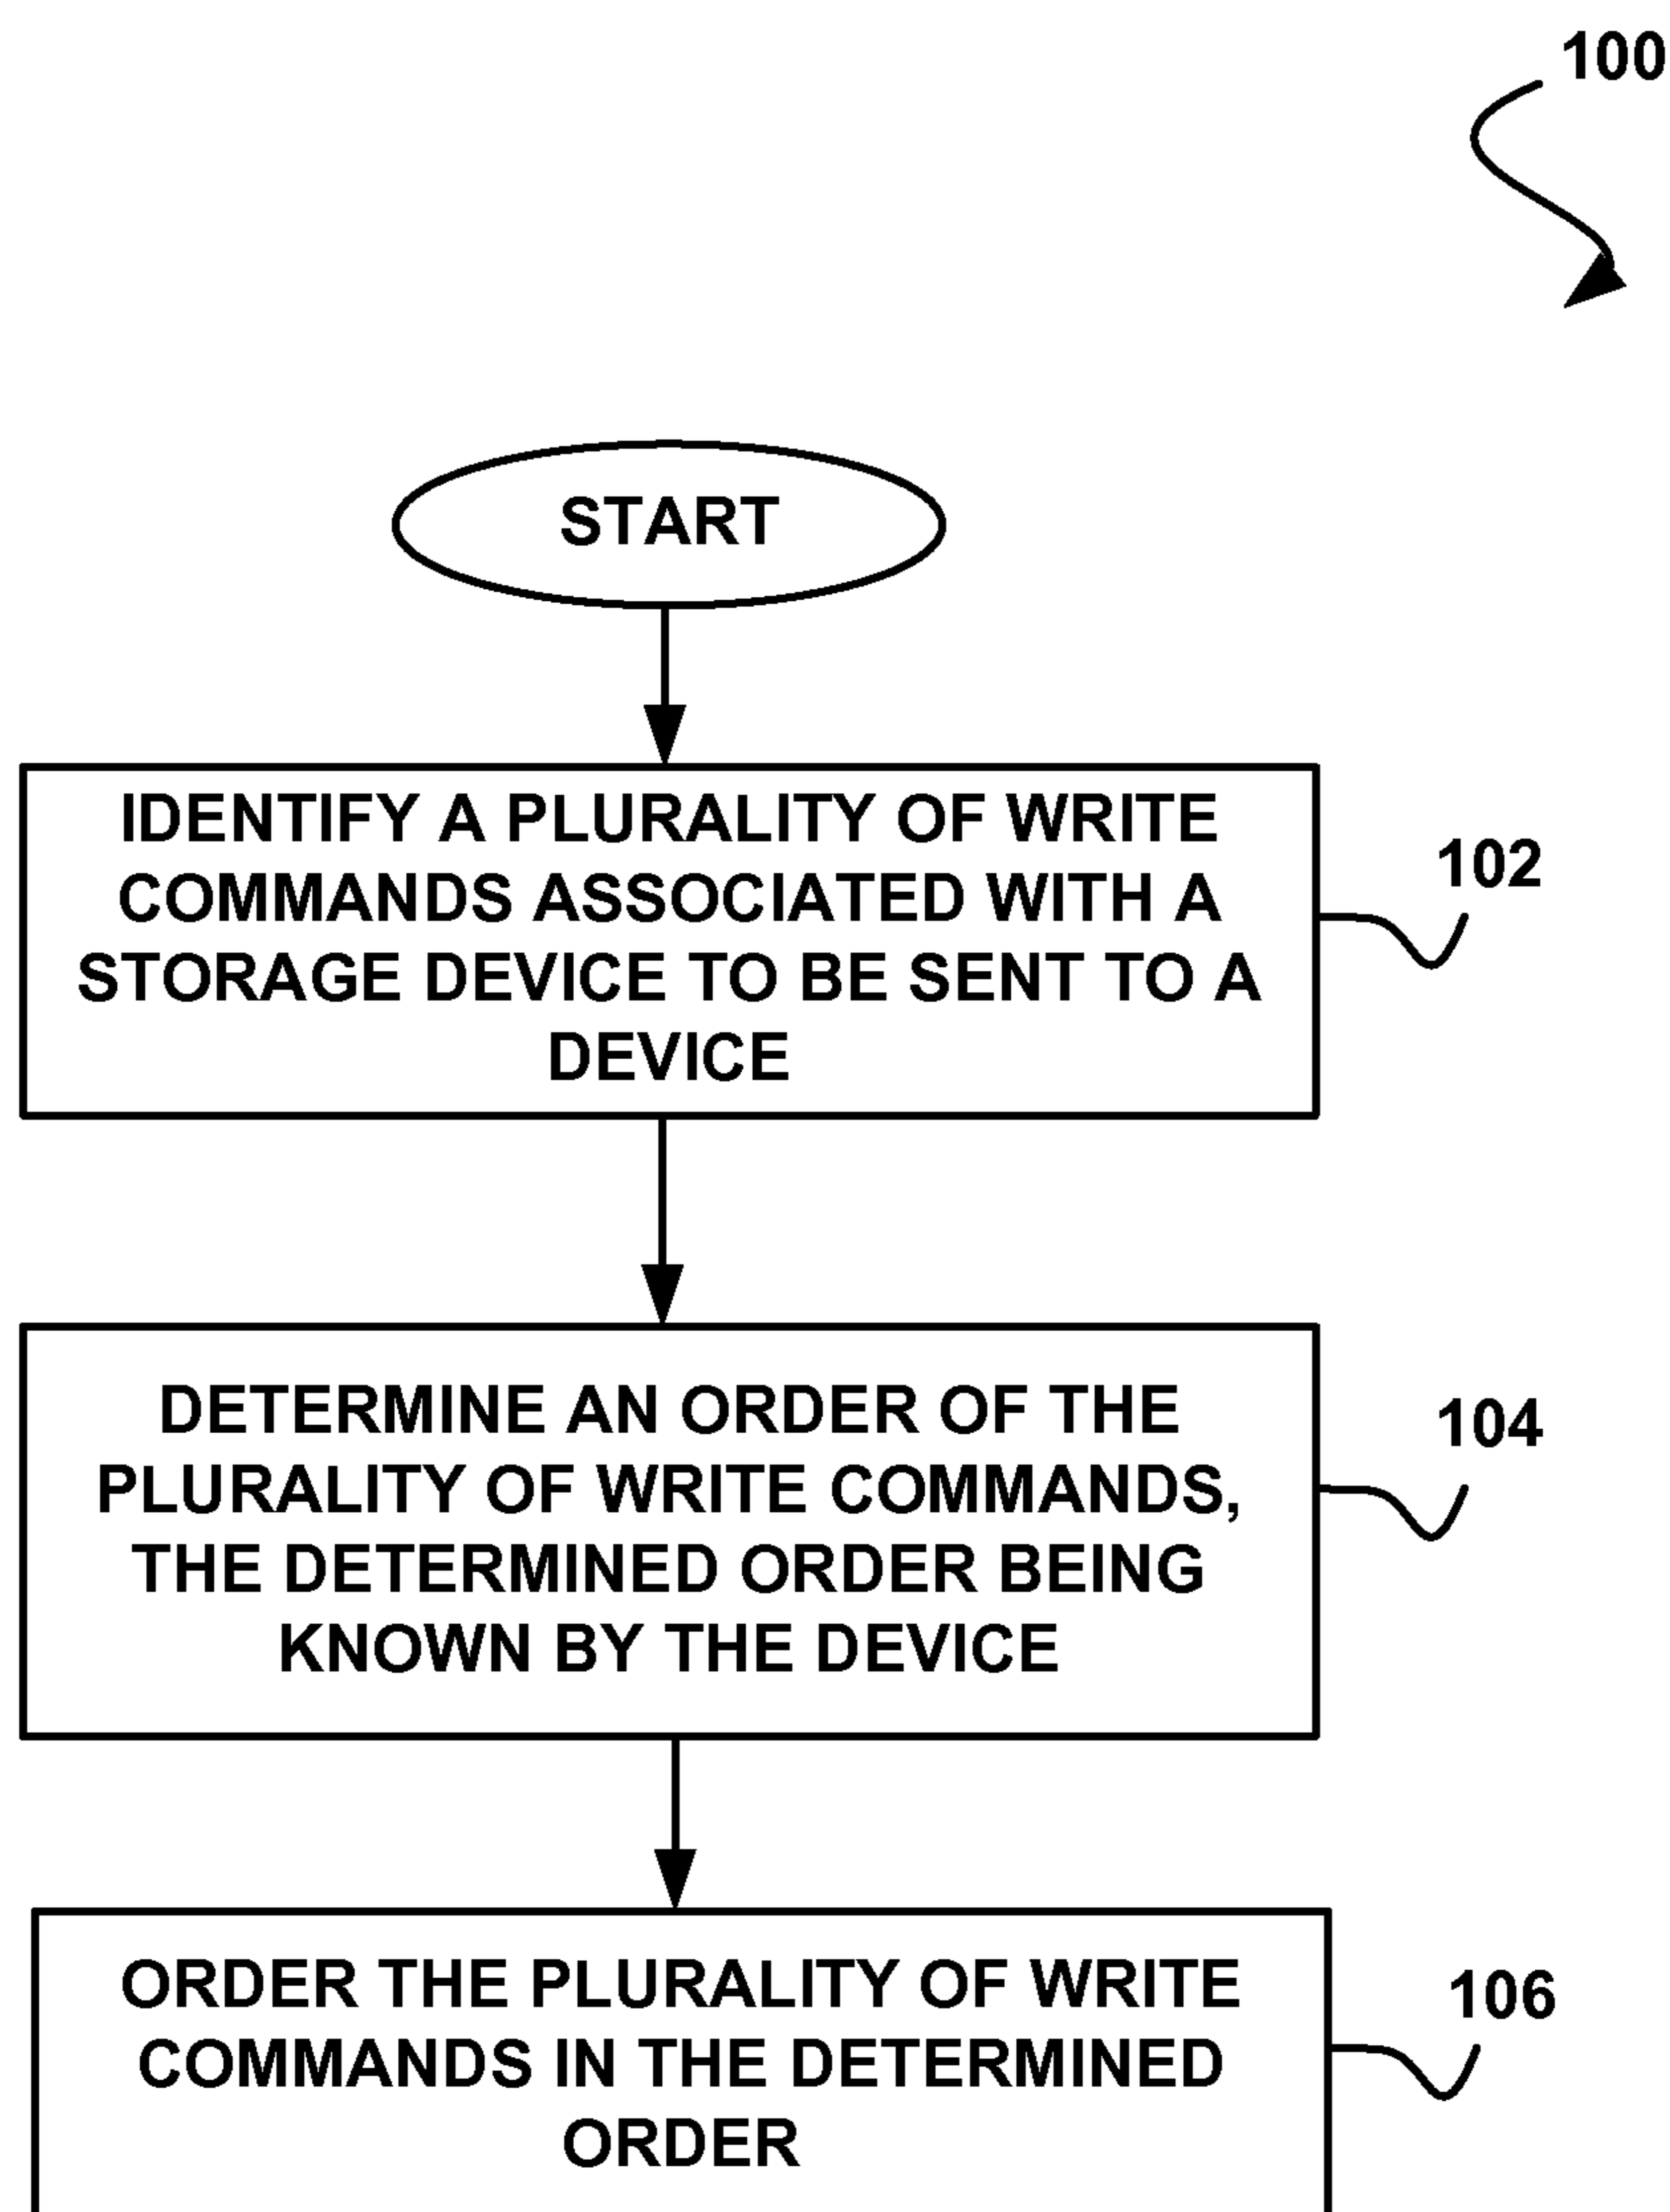 100
START
IDENTIFY A PLURALITY OF WRITE
COMMANDS ASSOCIATED WITH A
STORAGE DEVICE TO BE SENT TO A
DEVICE
102
DETERMINE AN ORDER OF THE
PLURALITY OF WRITE COMMANDS,
THE DETERMINED ORDER BEING
KNOWN BY THE DEVICE
104
ORDER THE PLURALITY OF WRITE
COMMANDS IN THE DETERMINED
ORDER
106